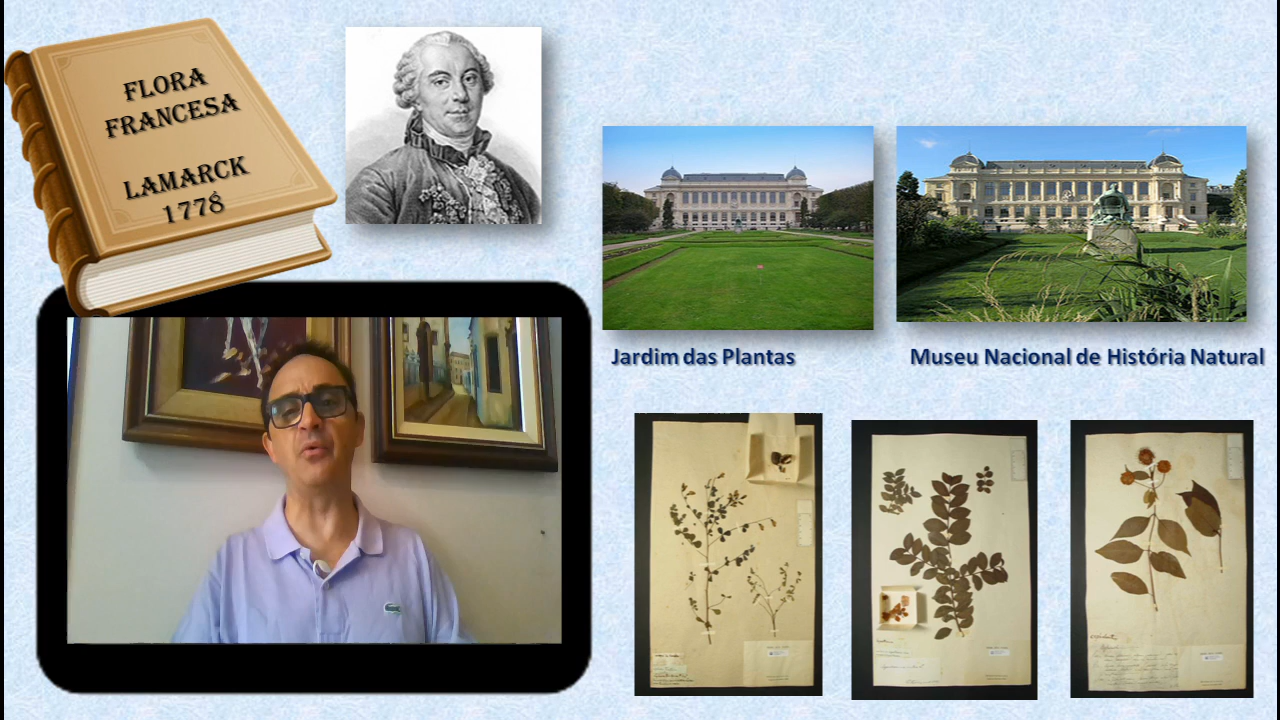 FLORA
FRANCESA
LAMARCK
1778
Jardim das Plantas
Museu Nacional de História Natural